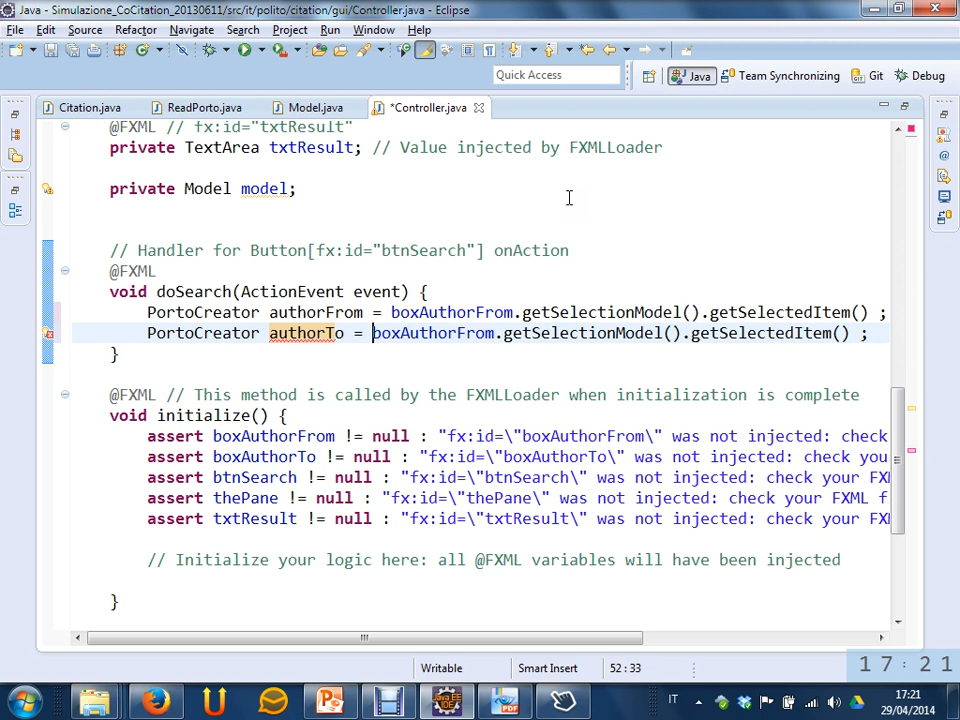 Java - Simulazione_CoCitation_20130611/src/it/polito/citation/gui/Controller.java - Eclipse
File Edit Source Refactor Navigate Search Project Run Window Help
Quick Access Java Team Synchronizing Git Debug
Citation.java ReadPorto.java Model.java *Controller.java
@FXML // fx:id="txtResult"
private TextArea txtResult; // Value injected by FXMLLoader
private Model model;
// Handler for Button[fx:id="btnSearch"] onAction
@FXML
void doSearch(ActionEvent event) {
PortoCreator authorFrom = boxAuthorFrom.getSelectionModel().getSelectedItem() ;
PortoCreator authorTo = boxAuthorFrom.getSelectionModel().getSelectedItem() ;
}
@FXML // This method is called by the FXMLLoader when initialization is complete
void initialize() {
assert boxAuthorFrom != null : "fx:id=\"boxAuthorFrom\" was not injected: check
assert boxAuthorTo != null : "fx:id=\"boxAuthorTo\" was not injected: check you
assert btnSearch != null : "fx:id=\"btnSearch\" was not injected: check your FX
assert thePane != null : "fx:id=\"thePane\" was not injected: check your FXML f
assert txtResult != null : "fx:id=\"txtResult\" was not injected: check your FX
// Initialize your logic here: all @FXML variables will have been injected
}
Writable Smart Insert 52 : 33
17:21
IT
17:21
29/04/2014